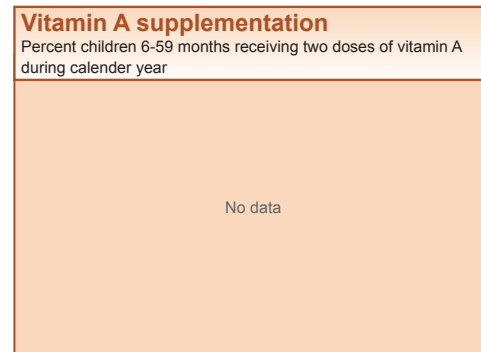 Vitamin A supplementation
Percent children 6-59 months receiving two doses of vitamin A
during calender year
No data